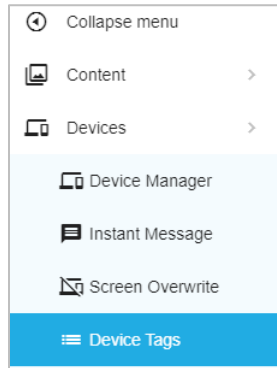 Collapse menu
Content
Devices
Device Manager
Instant Message
Screen Overwrite
Device Tags